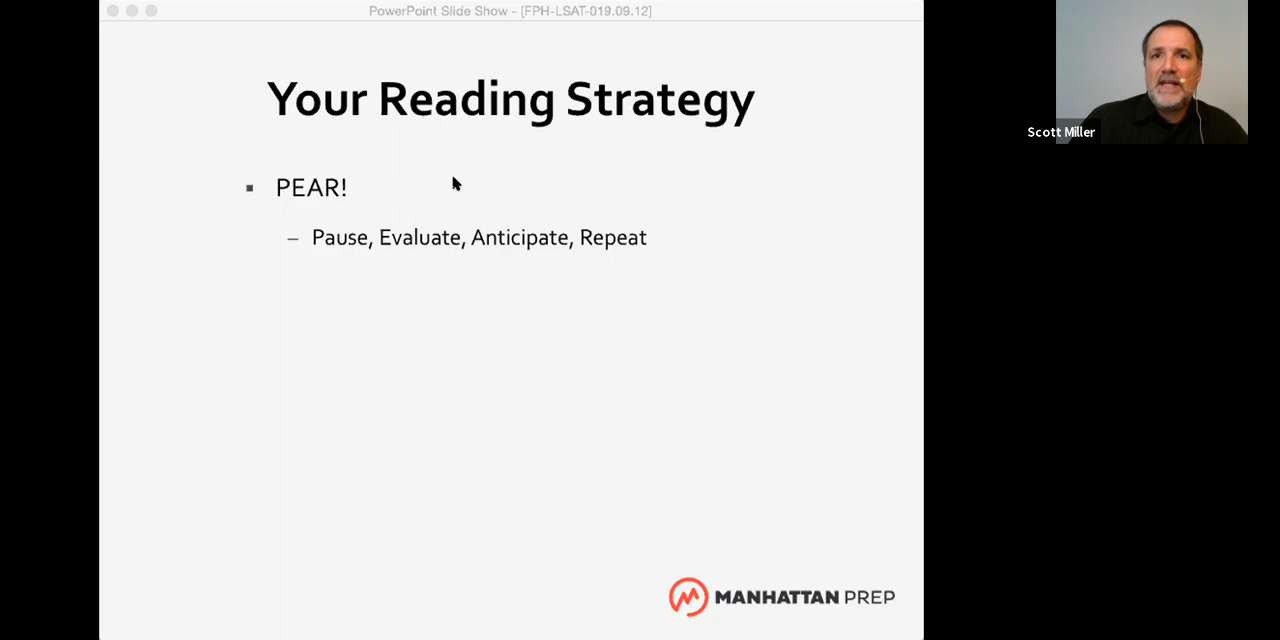 PowerPoint Slide Show - [FPH-LSAT-019.09.12]
Your Reading Strategy
▪ PEAR!
– Pause, Evaluate, Anticipate, Repeat
Scott Miller
MANHATTAN PREP